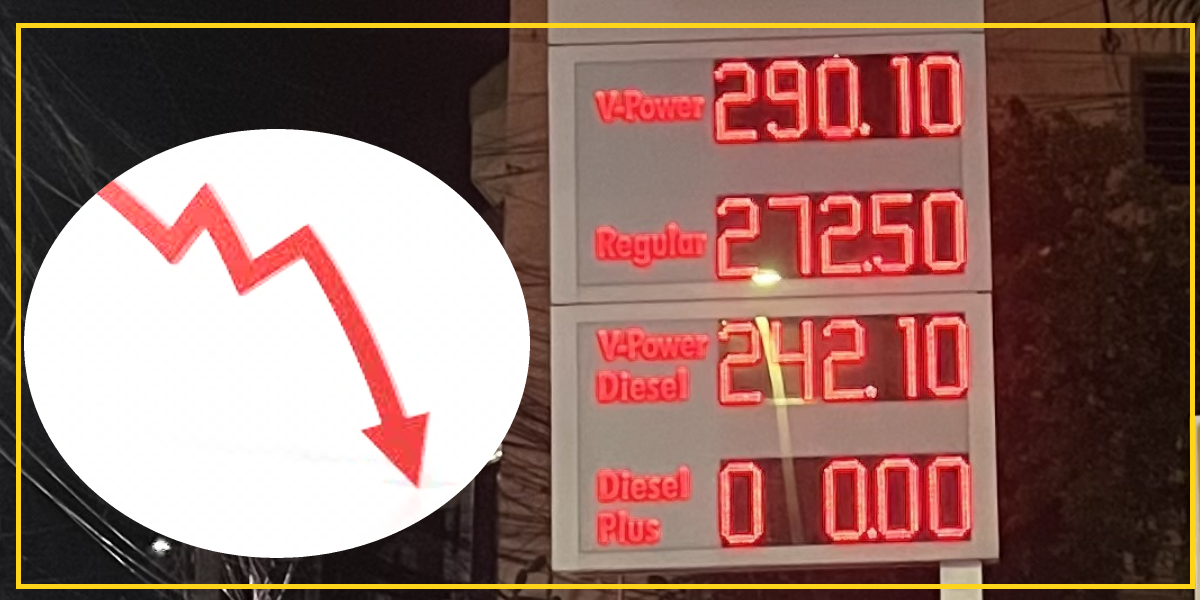 V-Power 290.10
Regular 272.50
V-Power 242.10
Diesel
Diesel 0 0.00
Plus